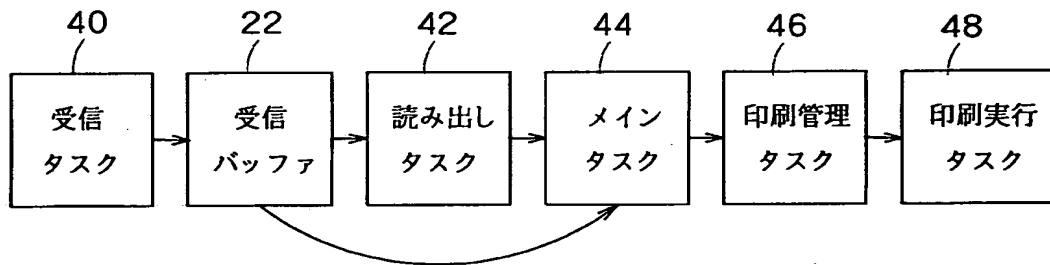 40 22 42 44 46 48
受信
タスク
受信
バッファ
読み出し
タスク
メイン
タスク
印刷管理
タスク
印刷実行
タスク